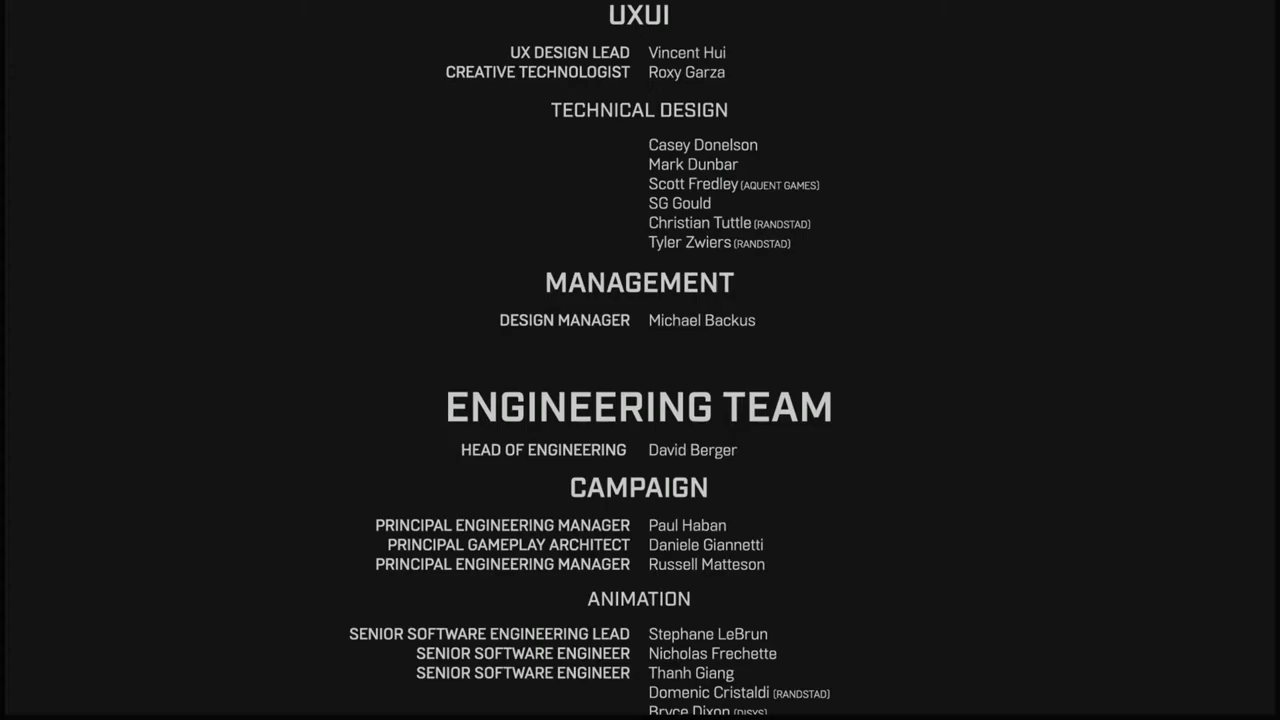 UXUI
UX DESIGN LEAD Vincent Hui
CREATIVE TECHNOLOGIST Roxy Garza
TECHNICAL DESIGN
Casey Donelson
Mark Dunbar
Scott Fredley (AQUENT GAMES)
SG Gould
Christian Tuttle (RANDSTAD)
Tyler Zwiers (RANDSTAD)
MANAGEMENT
DESIGN MANAGER Michael Backus
ENGINEERING TEAM
HEAD OF ENGINEERING David Berger
CAMPAIGN
PRINCIPAL ENGINEERING MANAGER Paul Haban
PRINCIPAL GAMEPLAY ARCHITECT Daniele Giannetti
PRINCIPAL ENGINEERING MANAGER Russell Matteson
ANIMATION
SENIOR SOFTWARE ENGINEERING LEAD Stephane LeBrun
SENIOR SOFTWARE ENGINEER Nicholas Frechette
SENIOR SOFTWARE ENGINEER Thanh Giang
Domenic Cristaldi (RANDSTAD)
Bryce Dixon (DISYS)